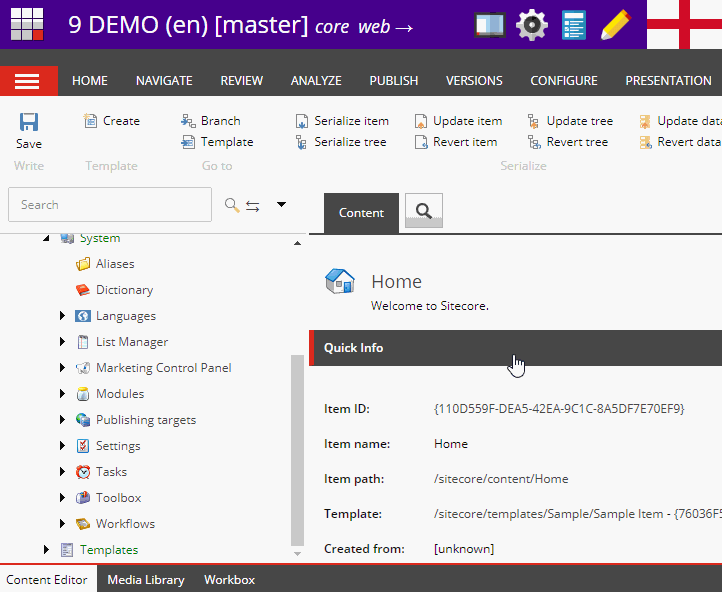 9 DEMO (en) [master] core web →
HOME NAVIGATE REVIEW ANALYZE PUBLISH VERSIONS CONFIGURE PRESENTATION
Save Create Branch Serialize item Update item Update tree Update data
Template Serialize tree Revert item Revert tree Revert data
Write Template Go to Serialize
Search
Content
System
Aliases
Dictionary
Languages
List Manager
Marketing Control Panel
Modules
Publishing targets
Settings
Tasks
Toolbox
Workflows
Templates
Home
Welcome to Sitecore.
Quick Info
Item ID: {110D559F-DEA5-42EA-9C1C-8A5DF7E70EF9}
Item name: Home
Item path: /sitecore/content/Home
Template: /sitecore/templates/Sample/Sample Item - {76036F5
Created from: [unknown]
Content Editor Media Library Workbox